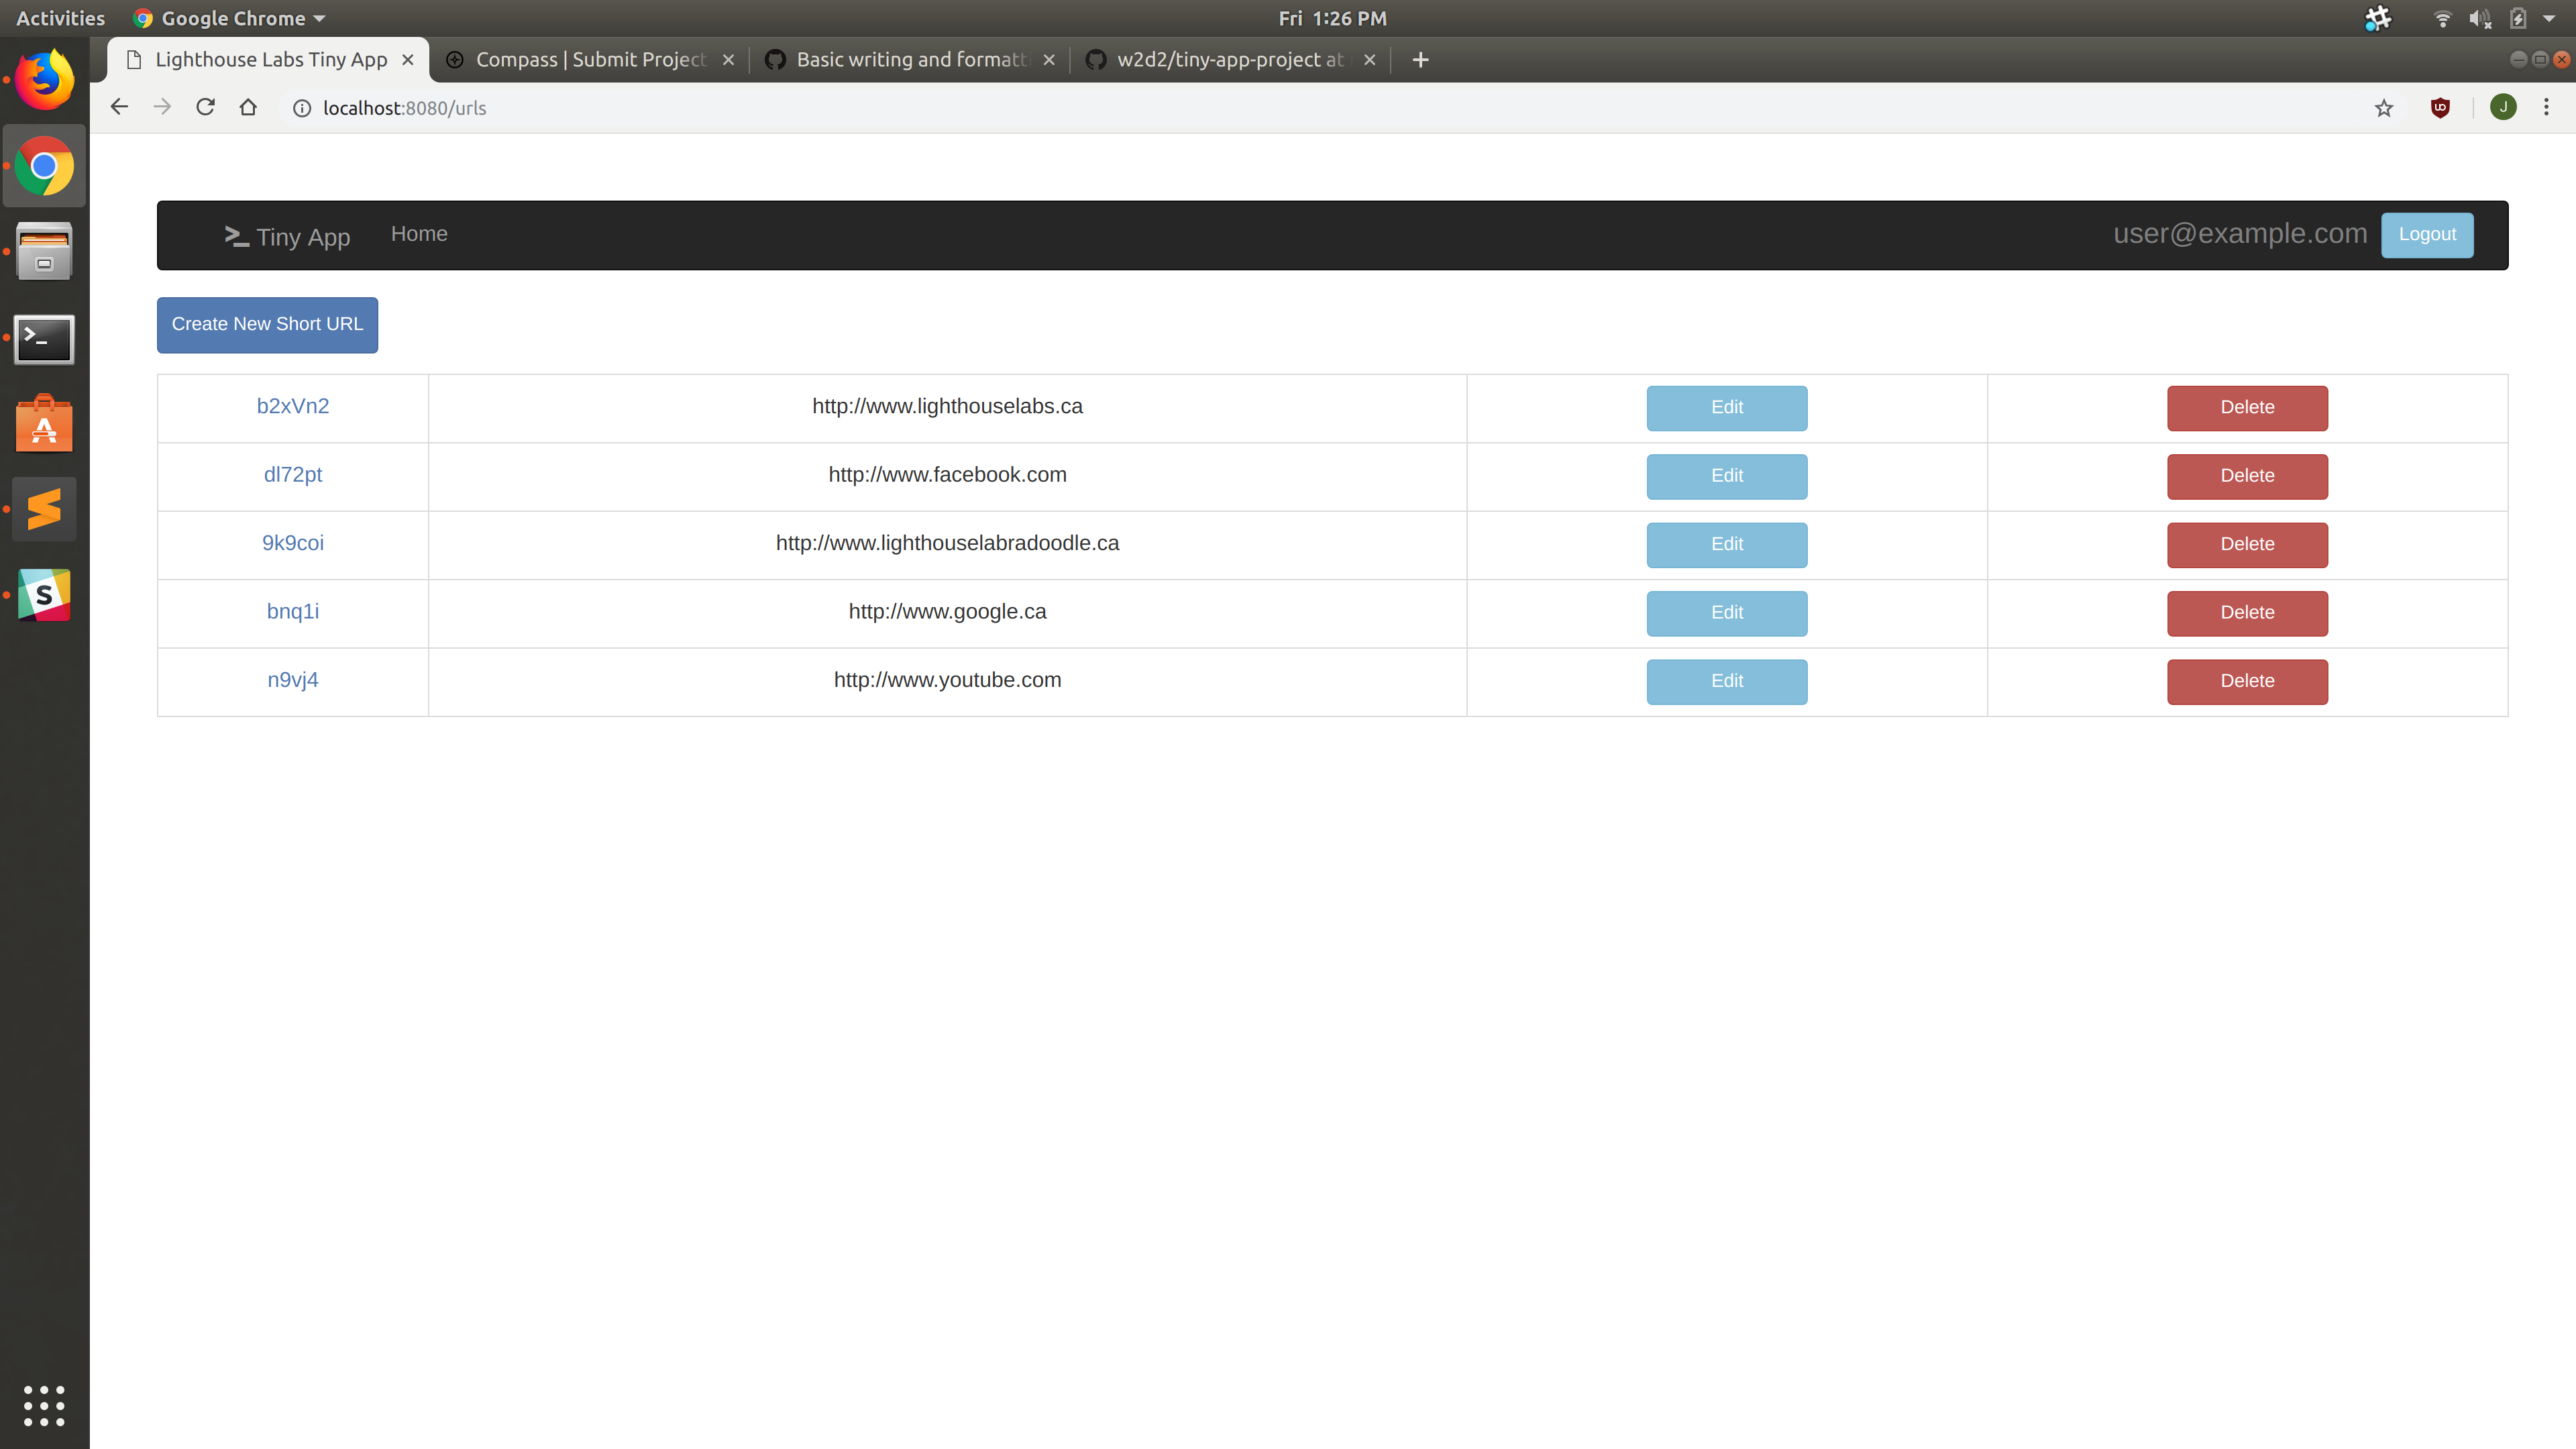 Activities Google Chrome Fri 1:26 PM
Lighthouse Labs Tiny App Compass | Submit Project Basic writing and formatt w2d2/tiny-app-project at
localhost:8080/urls J
Tiny App Home user@example.com Logout
Create New Short URL
b2xVn2 http://www.lighthouselabs.ca Edit Delete
dl72pt http://www.facebook.com Edit Delete
9k9coi http://www.lighthouselabradoodle.ca Edit Delete
bnq1i http://www.google.ca Edit Delete
n9vj4 http://www.youtube.com Edit Delete